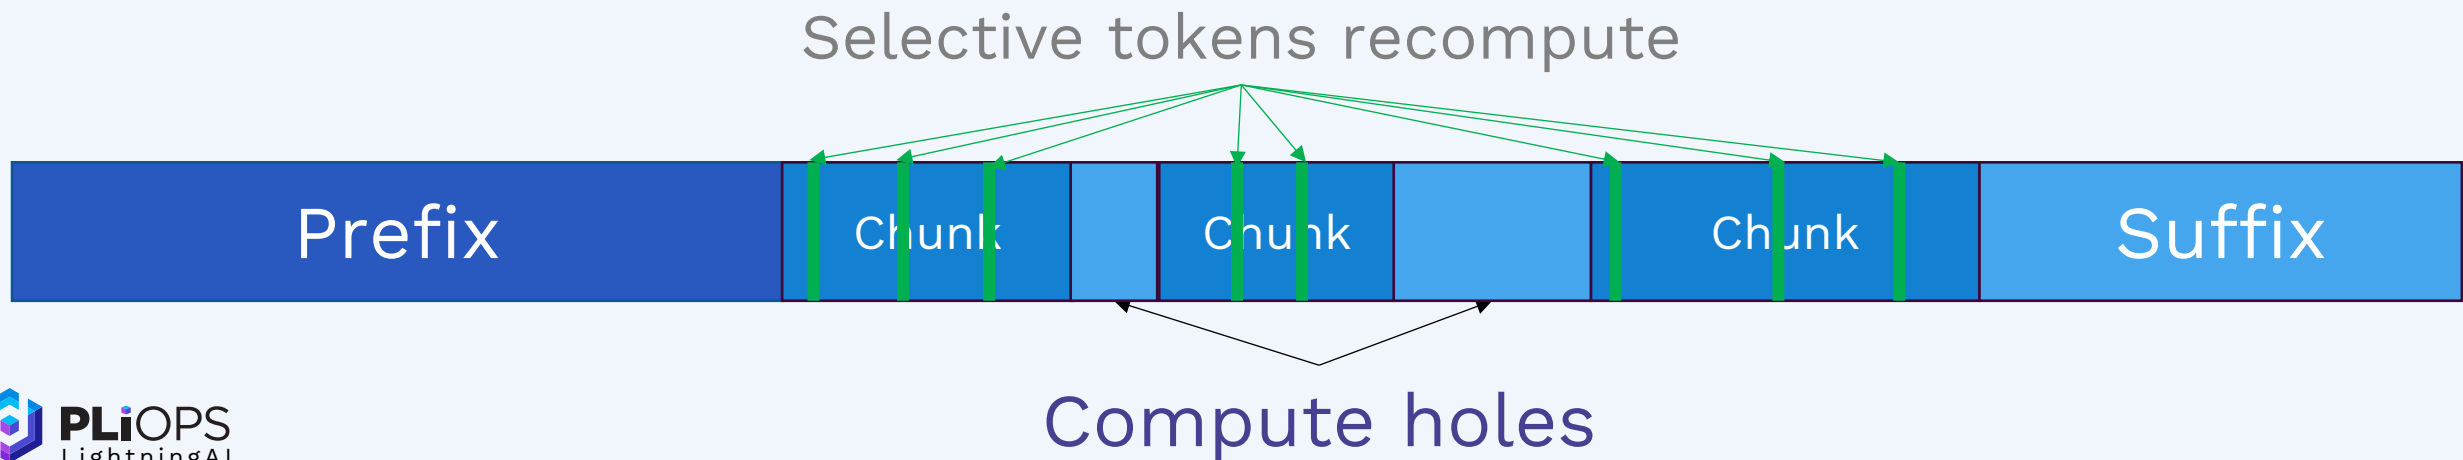 Selective tokens recompute
Prefix
Chunk
Chunk
Chunk
Suffix
Compute holes
PLiOPS
LightningAI